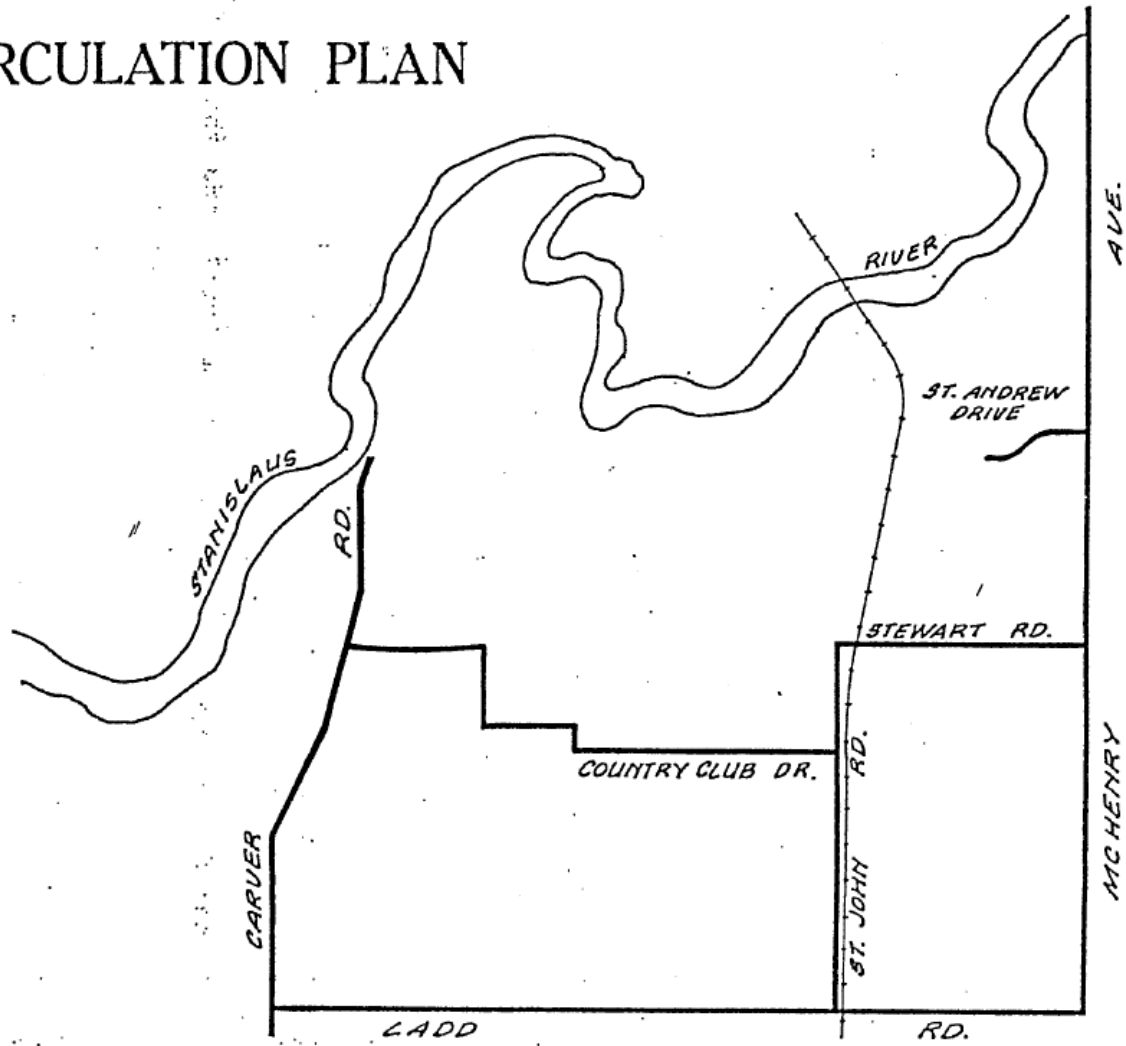 RCULATION PLAN
AVE.
RIVER
ST. ANDREW
DRIVE
STANISLAUS
RD.
STEWART RD.
COUNTRY CLUB DR.
RD.
MCHENRY
CARVER
ST. JOHN
LADD RD.